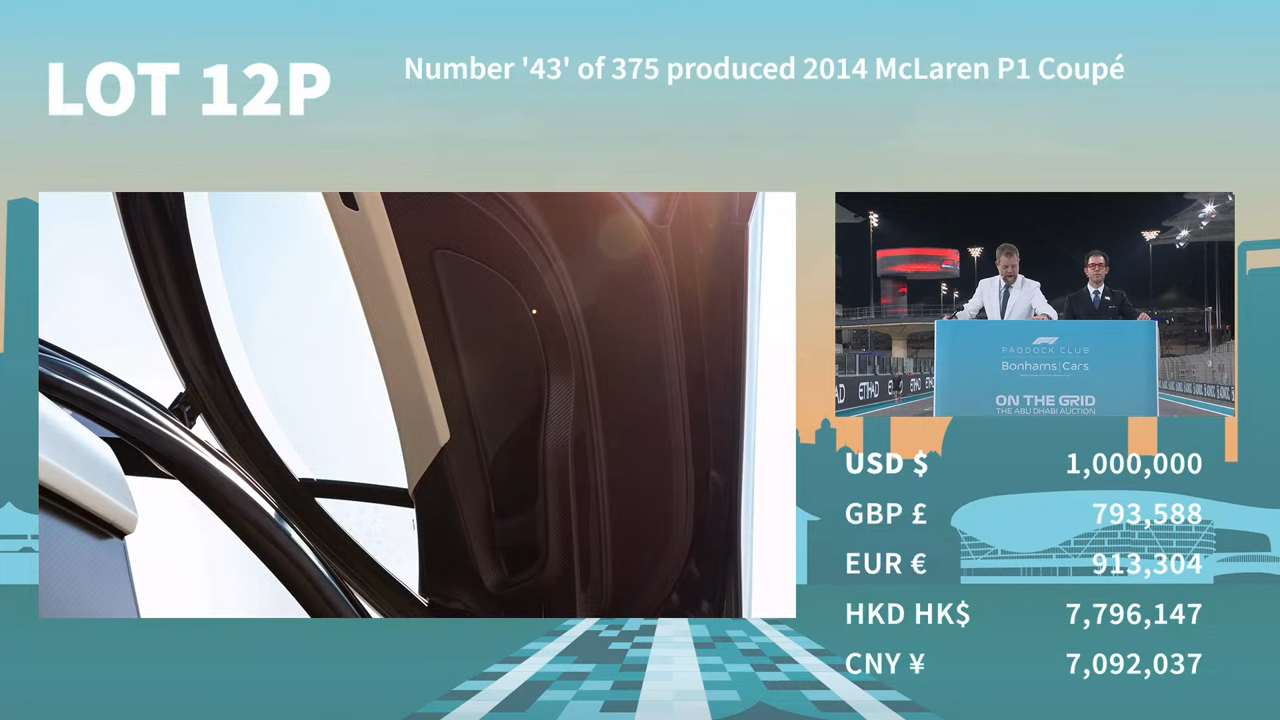 LOT 12P
Number '43' of 375 produced 2014 McLaren P1 Coupé
PADDOCK CLUB
Bonhams|Cars
ON THE GRID
THE ABU DHABI AUCTION
ETIHAD
ETIHAD
USD $ 1,000,000
GBP £ 793,588
EUR € 913,304
HKD HK$ 7,796,147
CNY ¥ 7,092,037